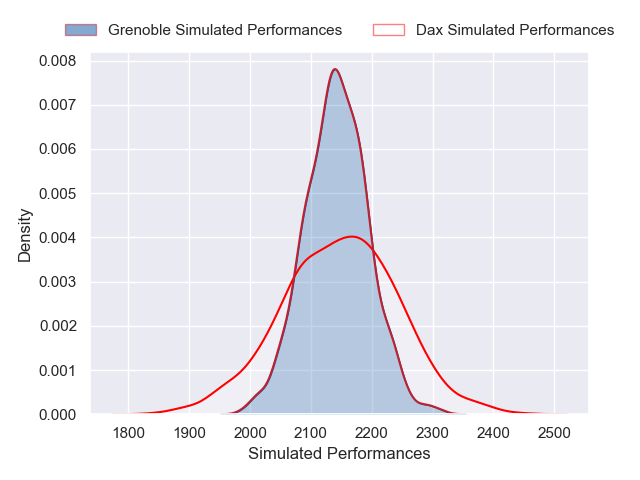 Grenoble Simulated Performances Dax Simulated Performances
0.008
0.007
0.006
0.005
0.004
0.003
0.002
0.001
0.000
Density
1800 1900 2000 2100 2200 2300 2400 2500
Simulated Performances